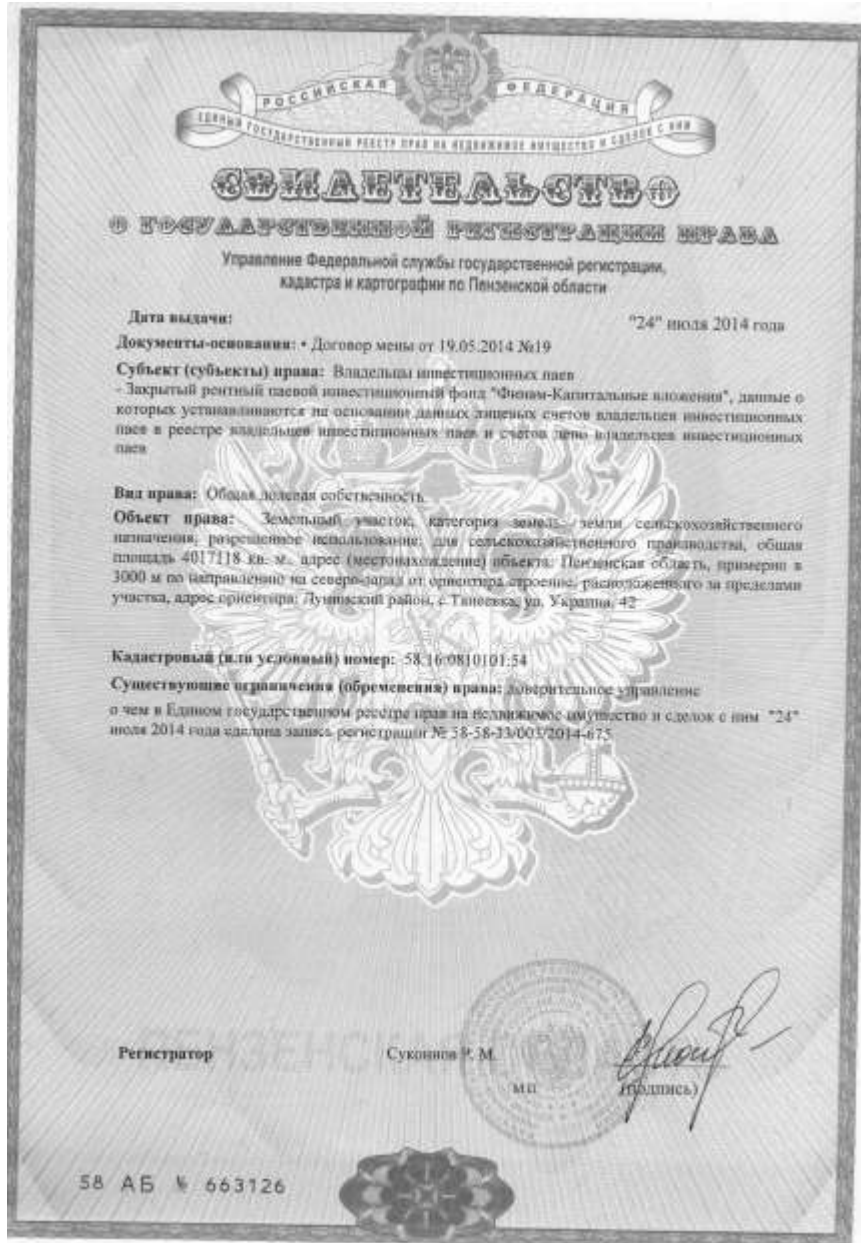 РОССИЙСКАЯ ФЕДЕРАЦИЯ
ЕДИНЫЙ ГОСУДАРСТВЕННЫЙ РЕЕСТР ПРАВ НА НЕДВИЖИМОЕ ИМУЩЕСТВО И СДЕЛОК С НИМ
СВИДЕТЕЛЬСТВО
О ГОСУДАРСТВЕННОЙ РЕГИСТРАЦИИ ПРАВА
Управление Федеральной службы государственной регистрации,
кадастра и картографии по Пензенской области
Дата выдачи: "24" июля 2014 года
Документы-основания: • Договор мены от 19.05.2014 №19
Субъект (субъекты) права: Владельцы инвестиционных паев
- Закрытый рентный паевой инвестиционный фонд "Финам-Капитальные вложения", данные о
которых устанавливаются на основании данных лицевых счетов владельцев инвестиционных
паев в реестре владельцев инвестиционных паев и счетов депо владельцев инвестиционных
паев
Вид права: Общая долевая собственность
Объект права: Земельный участок, категория земель: земли сельскохозяйственного
назначения, разрешенное использование: для сельскохозяйственного производства, общая
площадь 4017118 кв. м., адрес (местонахождение) объекта: Пензенская область, примерно в
3000 м по направлению на северо-запад от ориентира строение, расположенного за пределами
участка, адрес ориентира: Лунинский район, с.Танеевка, ул. Украина, 42
Кадастровый (или условный) номер: 58:16:0810101:54
Существующие ограничения (обременения) права: доверительное управление
о чем в Едином государственном реестре прав на недвижимое имущество и сделок с ним "24"
июля 2014 года сделана запись регистрации № 58-58-33/003/2014-675
Регистратор Суконнов Р. М.
М.П. (подпись)
58 АБ № 663126